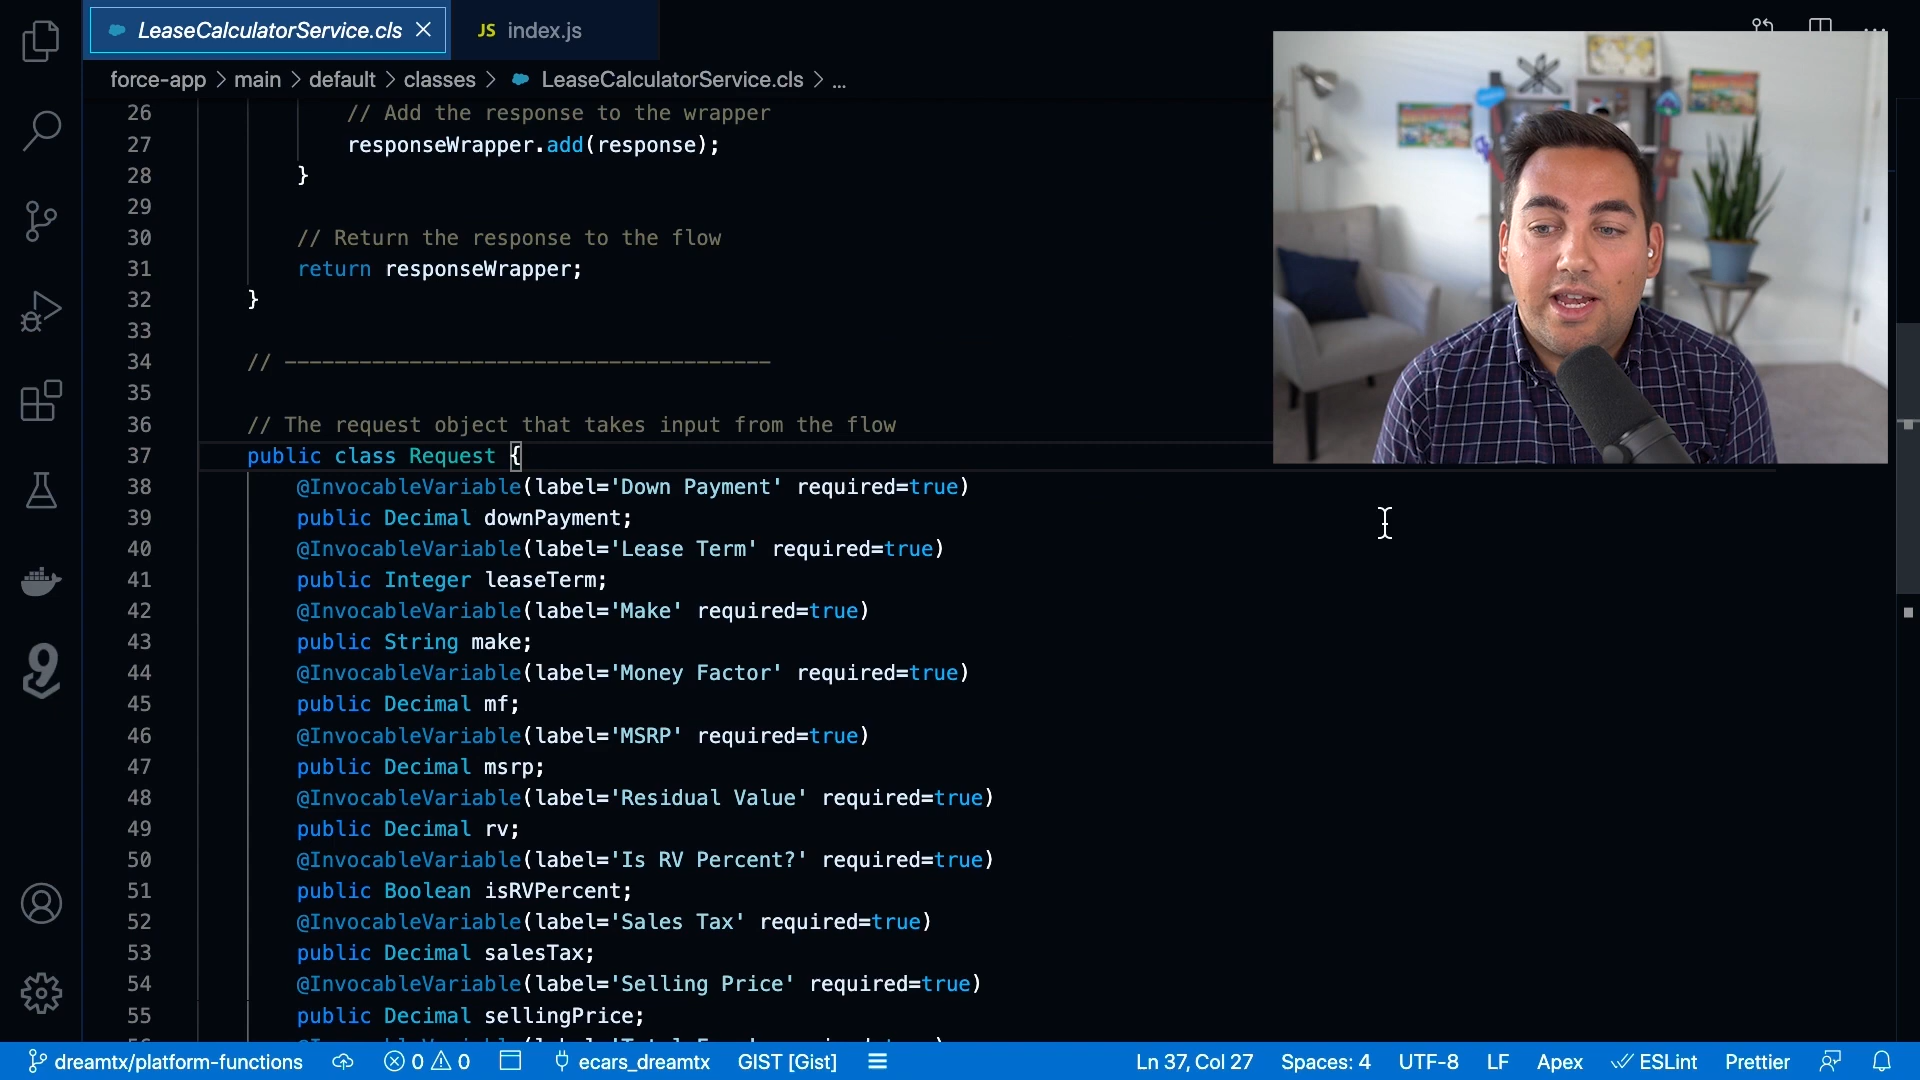 LeaseCalculatorService.cls
JS index.js
force-app > main > default > classes > LeaseCalculatorService.cls > ...
26 // Add the response to the wrapper
27 responseWrapper.add(response);
28 }
29
30 // Return the response to the flow
31 return responseWrapper;
32 }
33
34 // ---------------------------------------
35
36 // The request object that takes input from the flow
37 public class Request {
38 @InvocableVariable(label='Down Payment' required=true)
39 public Decimal downPayment;
40 @InvocableVariable(label='Lease Term' required=true)
41 public Integer leaseTerm;
42 @InvocableVariable(label='Make' required=true)
43 public String make;
44 @InvocableVariable(label='Money Factor' required=true)
45 public Decimal mf;
46 @InvocableVariable(label='MSRP' required=true)
47 public Decimal msrp;
48 @InvocableVariable(label='Residual Value' required=true)
49 public Decimal rv;
50 @InvocableVariable(label='Is RV Percent?' required=true)
51 public Boolean isRVPercent;
52 @InvocableVariable(label='Sales Tax' required=true)
53 public Decimal salesTax;
54 @InvocableVariable(label='Selling Price' required=true)
55 public Decimal sellingPrice;
dreamtx/platform-functions 0 0 ecars_dreamtx GIST [Gist] Ln 37, Col 27 Spaces: 4 UTF-8 LF Apex ESLint Prettier